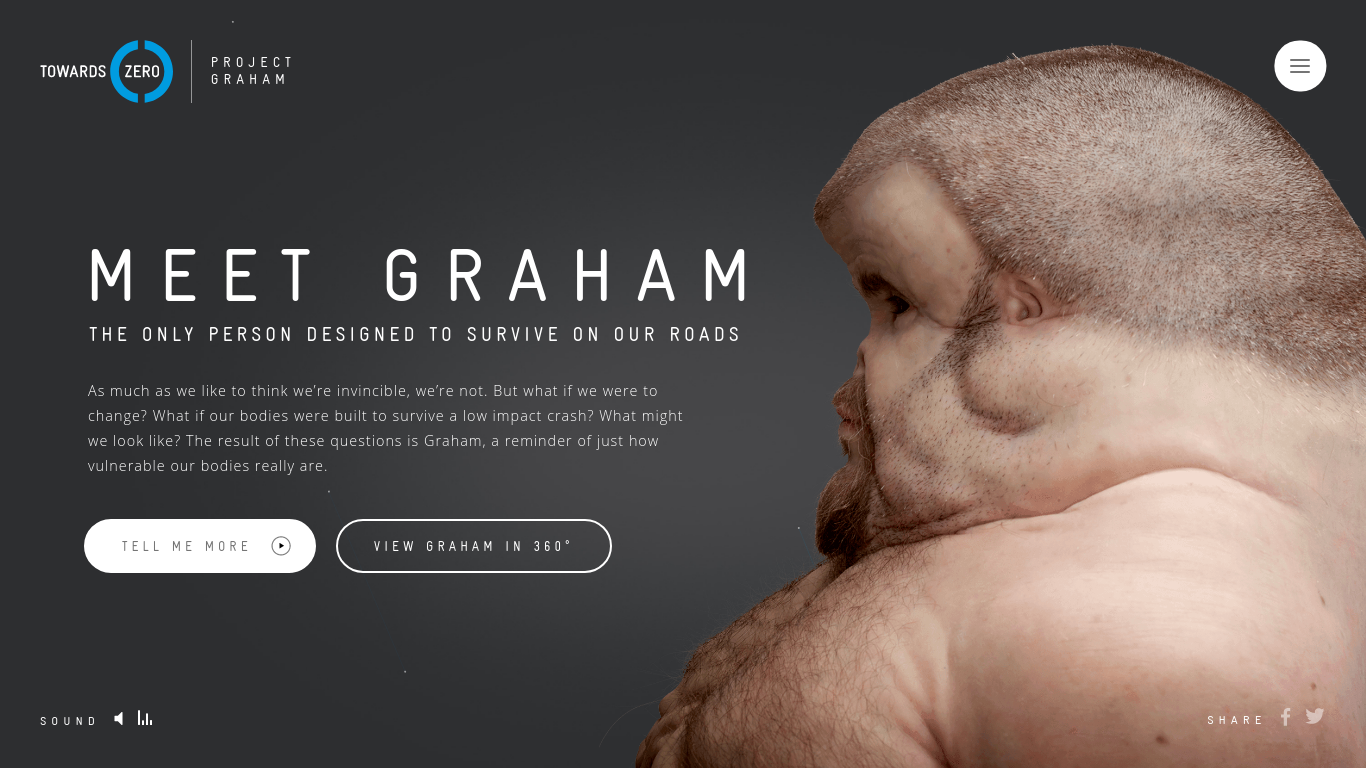 TOWARDS ZERO
PROJECT
GRAHAM
MEET GRAHAM
THE ONLY PERSON DESIGNED TO SURVIVE ON OUR ROADS
As much as we like to think we’re invincible, we’re not. But what if we were to
change? What if our bodies were built to survive a low impact crash? What might
we look like? The result of these questions is Graham, a reminder of just how
vulnerable our bodies really are.
TELL ME MORE
VIEW GRAHAM IN 360°
SOUND
SHARE